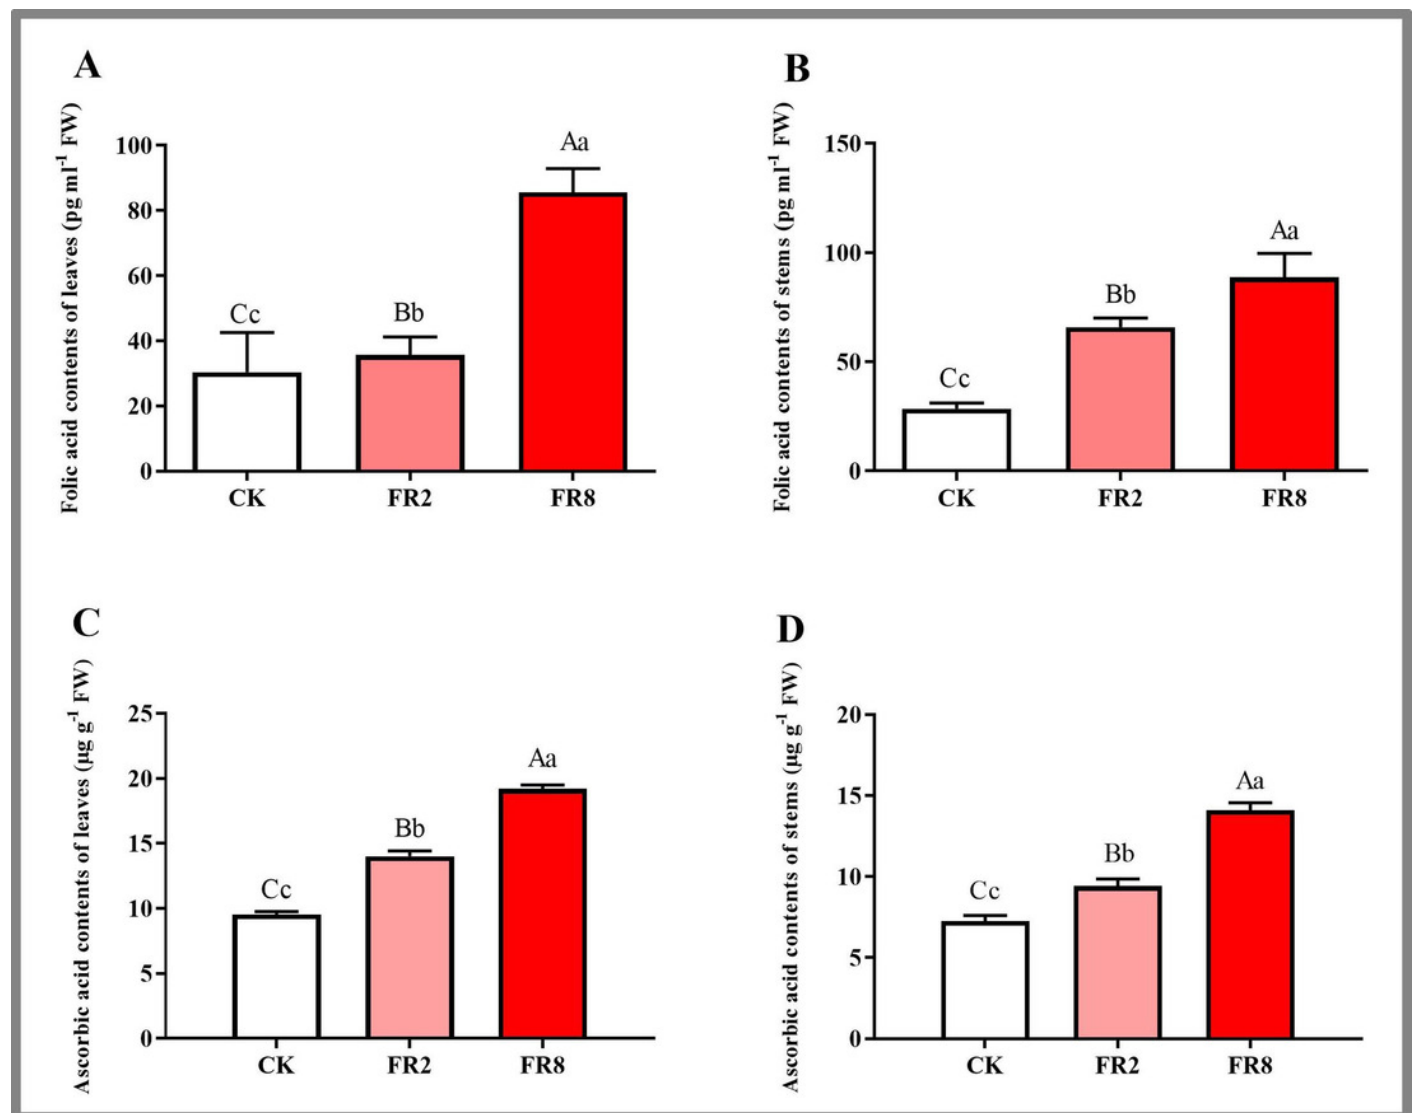 A
Folic acid contents of leaves (pg ml⁻¹ FW)
100
80
60
40
20
0
Cc
Bb
Aa
CK FR2 FR8
B
Folic acid contents of stems (pg ml⁻¹ FW)
150
100
50
0
Cc
Bb
Aa
CK FR2 FR8
C
Ascorbic acid contents of leaves (µg g⁻¹ FW)
25
20
15
10
5
0
Cc
Bb
Aa
CK FR2 FR8
D
Ascorbic acid contents of stems (µg g⁻¹ FW)
20
15
10
5
0
Cc
Bb
Aa
CK FR2 FR8